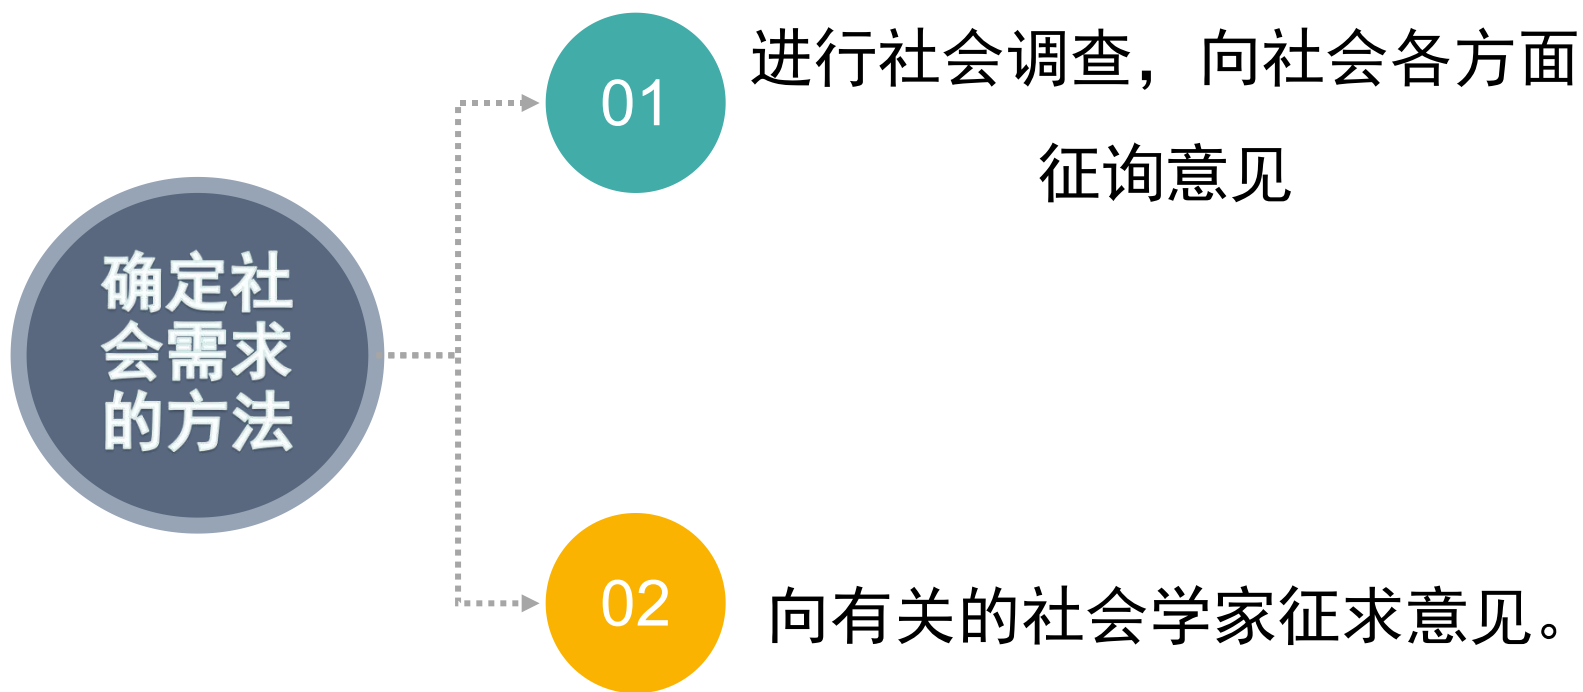 确定社
会需求
的方法
01
进行社会调查，向社会各方面
征询意见
02
向有关的社会学家征求意见。